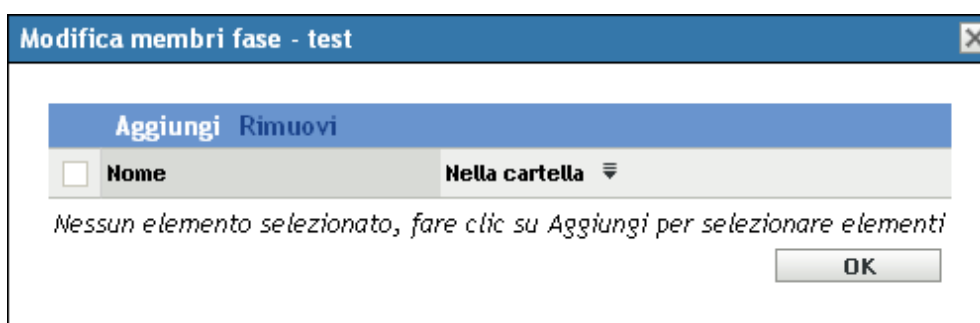 Modifica membri fase - test
Aggiungi Rimuovi
Nome Nella cartella
Nessun elemento selezionato, fare clic su Aggiungi per selezionare elementi
OK